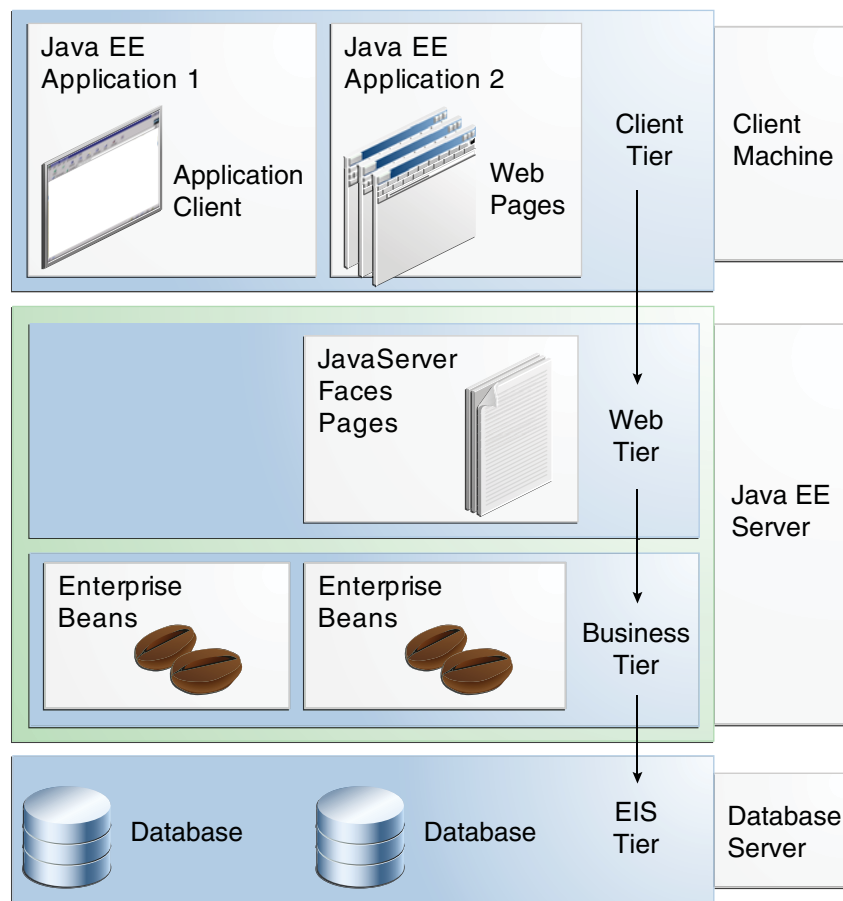 Java EE
Application 1
Application
Client
Java EE
Application 2
Web
Pages
Client
Tier
Client
Machine
JavaServer
Faces
Pages
Web
Tier
Java EE
Server
Enterprise
Beans
Enterprise
Beans
Business
Tier
Database
Database
EIS
Tier
Database
Server